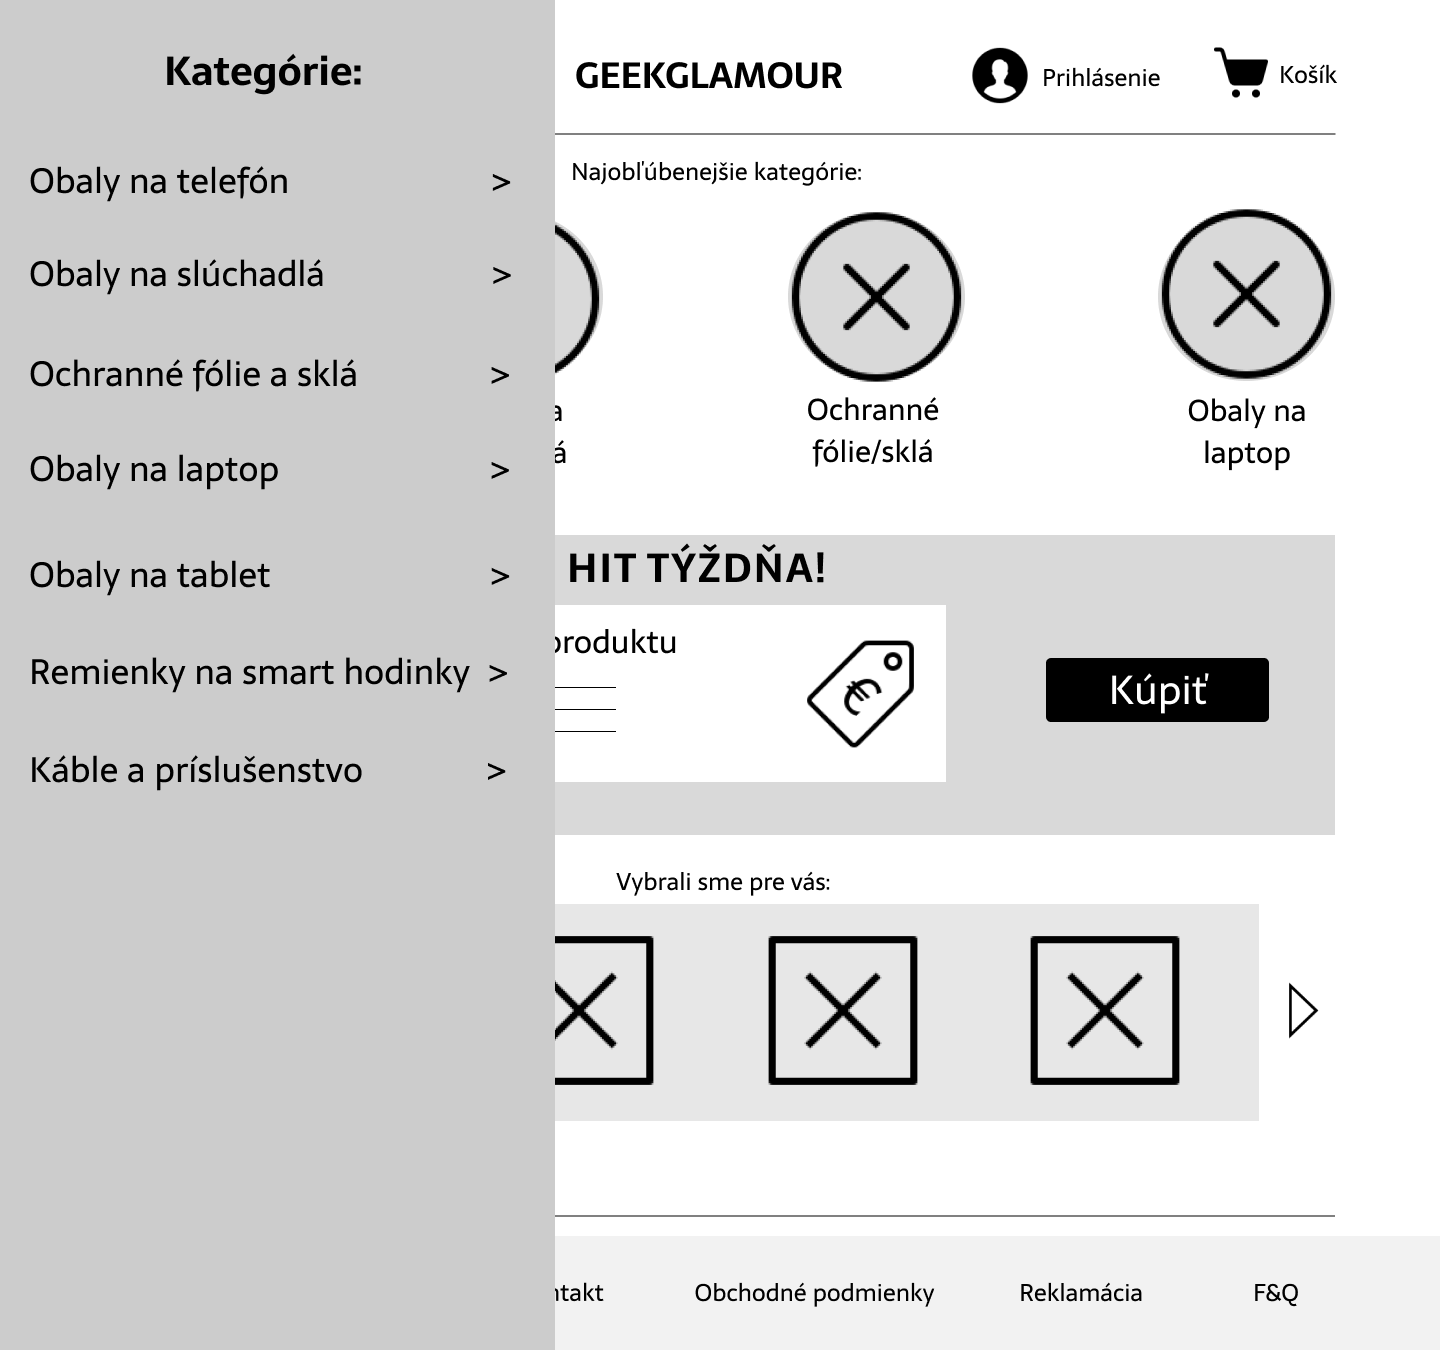 Kategórie:
Obaly na telefón >
Obaly na slúchadlá >
Ochranné fólie a sklá >
Obaly na laptop >
Obaly na tablet >
Remienky na smart hodinky >
Káble a príslušenstvo >
GEEKGLAMOUR
Prihlásenie
Košík
Najobľúbenejšie kategórie:
a
á
Ochranné
fólie/sklá
Obaly na
laptop
HIT TÝŽDŇA!
produktu
€
Kúpiť
Vybrali sme pre vás:
ntakt
Obchodné podmienky
Reklamácia
F&Q